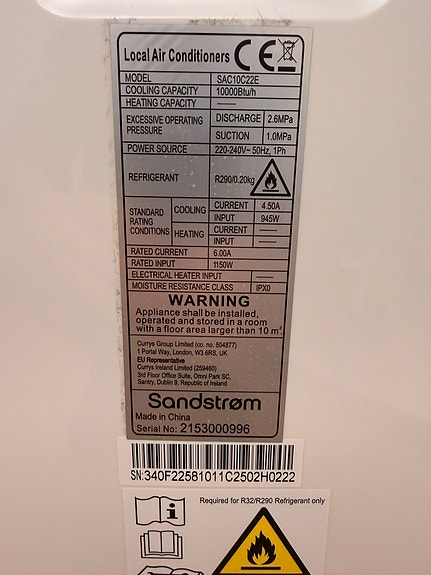 Local Air Conditioners CE
MODEL SAC10C22E
COOLING CAPACITY 10000Btu/h
HEATING CAPACITY ——
EXCESSIVE OPERATING PRESSURE DISCHARGE 2.6MPa
SUCTION 1.0MPa
POWER SOURCE 220-240V~ 50Hz, 1Ph
REFRIGERANT R290/0.20kg
STANDARD RATING CONDITIONS COOLING CURRENT 4.50A
INPUT 945W
HEATING CURRENT ——
INPUT ——
RATED CURRENT 6.00A
RATED INPUT 1150W
ELECTRICAL HEATER INPUT ——
MOISTURE RESISTANCE CLASS IPX0
WARNING
Appliance shall be installed,
operated and stored in a room
with a floor area larger than 10 m².
Currys Group Limited (co. no. 504877)
1 Portal Way, London, W3 6RS, UK
EU Representative
Currys Ireland Limited (259460)
3rd Floor Office Suite, Omni Park SC,
Santry, Dublin 9, Republic of Ireland
Sandstrøm
Made in China
Serial No: 2153000996
SN:340F22581011C2502H0222
Required for R32/R290 Refrigerant only